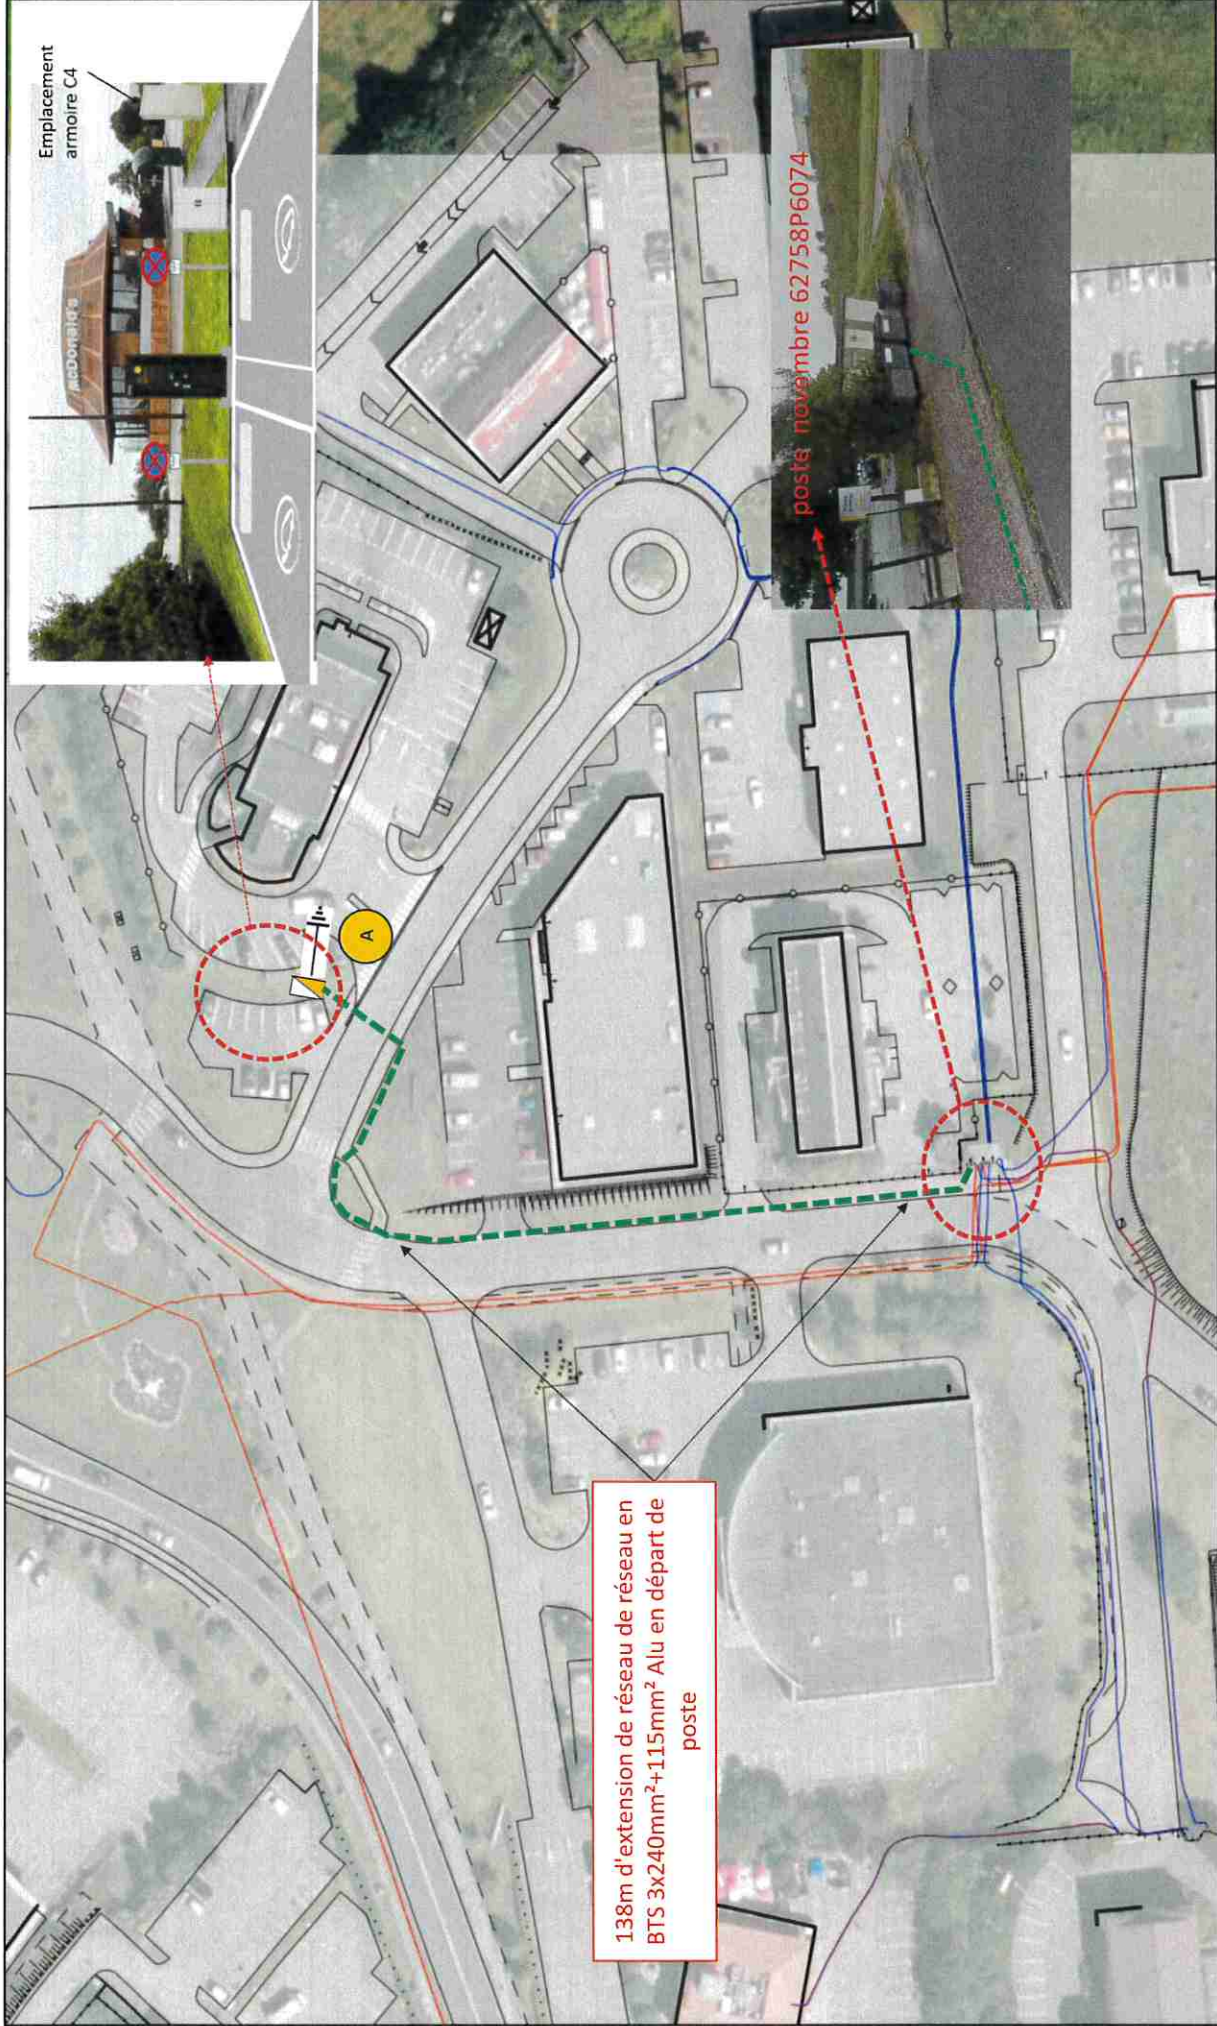 Emplacement
armoire C4
McDonald's
poste novembre 62758P6074
A
138m d'extension de réseau de réseau en
BTS 3x240mm²+115mm² Alu en départ de
poste